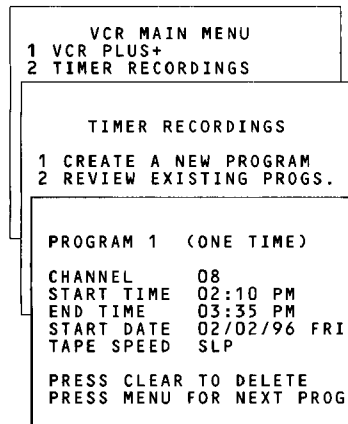 VCR MAIN MENU
1 VCR PLUS+
2 TIMER RECORDINGS
TIMER RECORDINGS
1 CREATE A NEW PROGRAM
2 REVIEW EXISTING PROGS.
PROGRAM 1 (ONE TIME)
CHANNEL 08
START TIME 02:10 PM
END TIME 03:35 PM
START DATE 02/02/96 FRI
TAPE SPEED SLP
PRESS CLEAR TO DELETE
PRESS MENU FOR NEXT PROG